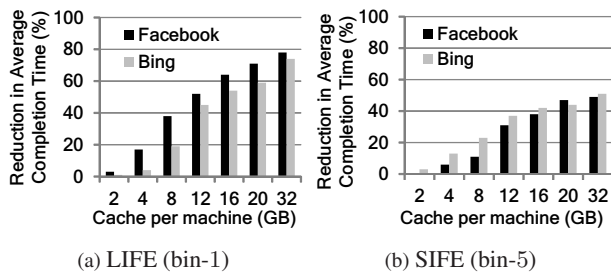 Reduction in Average
Completion Time (%)
100
80
60
40
20
0
Facebook
Bing
2 4 8 12 16 20 32
Cache per machine (GB)
(a) LIFE (bin-1)
Reduction in Average
Completion Time (%)
100
80
60
40
20
0
Facebook
Bing
2 4 8 12 16 20 32
Cache per machine (GB)
(b) SIFE (bin-5)